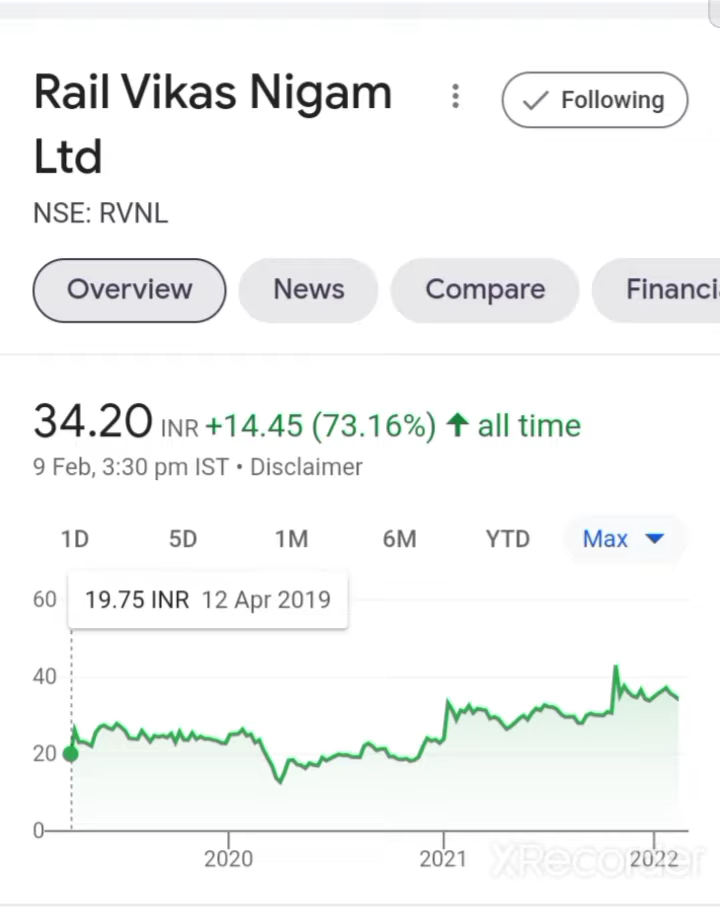 Rail Vikas Nigam
Ltd
Following
NSE: RVNL
Overview
News
Compare
Financi
34.20 INR +14.45 (73.16%) ↑ all time
9 Feb, 3:30 pm IST • Disclaimer
1D 5D 1M 6M YTD Max
60
19.75 INR 12 Apr 2019
40
20
0
2020 2021 2022
XRecorder